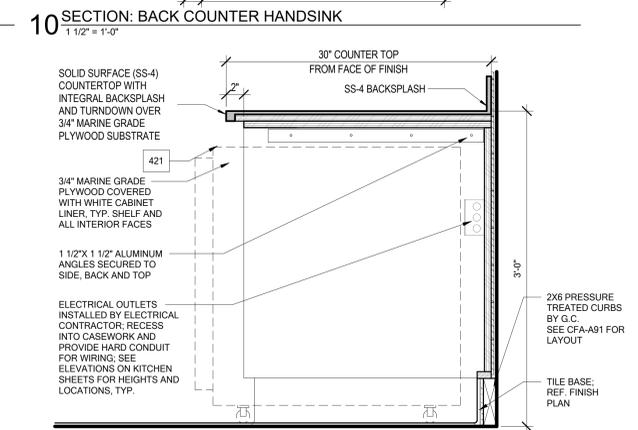 10 SECTION: BACK COUNTER HANDSINK
1 1/2" = 1'-0"
30" COUNTER TOP
FROM FACE OF FINISH
2"
SS-4 BACKSPLASH
SOLID SURFACE (SS-4)
COUNTERTOP WITH
INTEGRAL BACKSPLASH
AND TURNDOWN OVER
3/4" MARINE GRADE
PLYWOOD SUBSTRATE
421
3/4" MARINE GRADE
PLYWOOD COVERED
WITH WHITE CABINET
LINER, TYP. SHELF AND
ALL INTERIOR FACES
1 1/2"X 1 1/2" ALUMINUM
ANGLES SECURED TO
SIDE, BACK AND TOP
ELECTRICAL OUTLETS
INSTALLED BY ELECTRICAL
CONTRACTOR; RECESS
INTO CASEWORK AND
PROVIDE HARD CONDUIT
FOR WIRING; SEE
ELEVATIONS ON KITCHEN
SHEETS FOR HEIGHTS AND
LOCATIONS, TYP.
3'-0"
2X6 PRESSURE
TREATED CURBS
BY G.C.
SEE CFA-A91 FOR
LAYOUT
TILE BASE;
REF. FINISH
PLAN